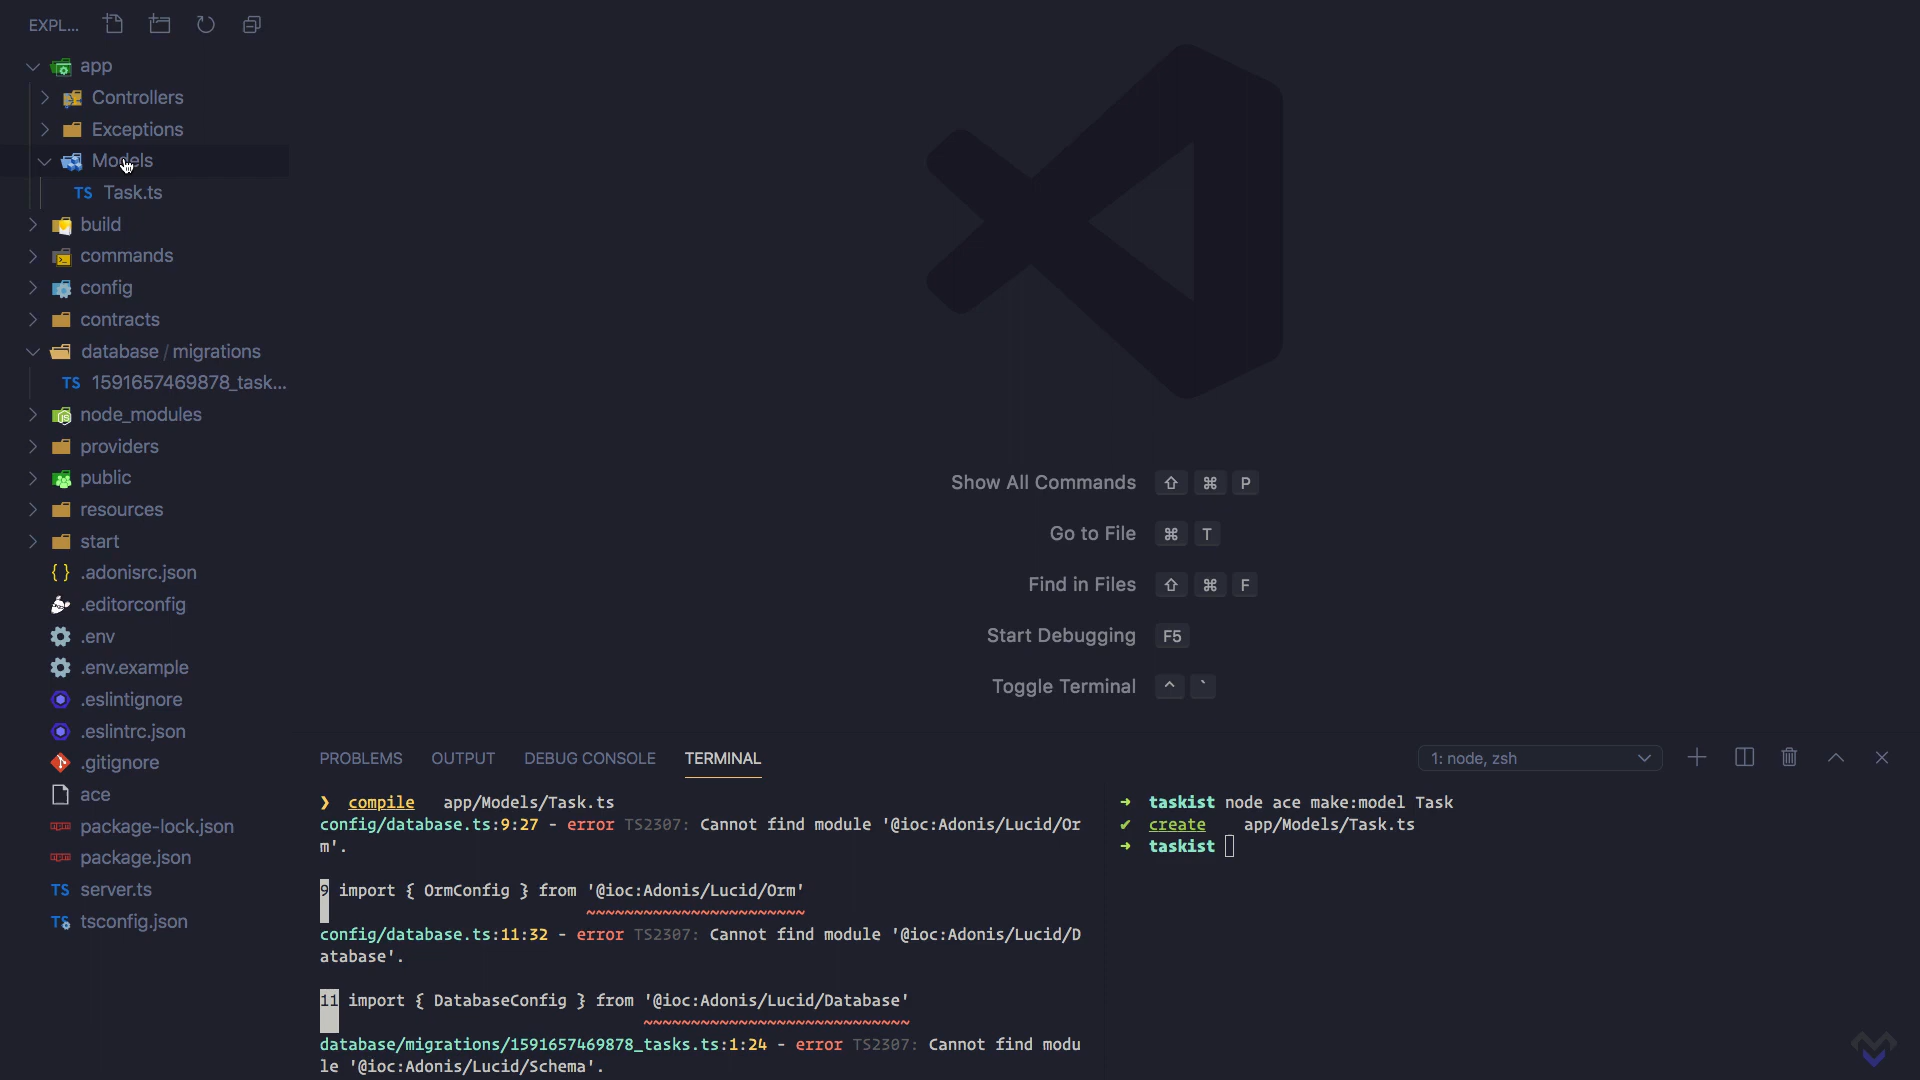 EXPL...
app
Controllers
Exceptions
Models
TS Task.ts
build
commands
config
contracts
database / migrations
TS 1591657469878_task...
node_modules
providers
public
resources
start
{ } .adonisrc.json
.editorconfig
.env
.env.example
.eslintignore
.eslintrc.json
.gitignore
ace
package-lock.json
package.json
TS server.ts
TS tsconfig.json
Show All Commands ⇧ ⌘ P
Go to File ⌘ T
Find in Files ⇧ ⌘ F
Start Debugging F5
Toggle Terminal ^ `
PROBLEMS OUTPUT DEBUG CONSOLE TERMINAL
1: node, zsh
❯ compile app/Models/Task.ts
config/database.ts:9:27 - error TS2307: Cannot find module '@ioc:Adonis/Lucid/Or
m'.
9 import { OrmConfig } from '@ioc:Adonis/Lucid/Orm'
~~~~~~~~~~~~~~~~~~~~~~~
config/database.ts:11:32 - error TS2307: Cannot find module '@ioc:Adonis/Lucid/D
atabase'.
11 import { DatabaseConfig } from '@ioc:Adonis/Lucid/Database'
~~~~~~~~~~~~~~~~~~~~~~~~~~~~
database/migrations/1591657469878_tasks.ts:1:24 - error TS2307: Cannot find modu
le '@ioc:Adonis/Lucid/Schema'.
➜ taskist node ace make:model Task
✔ create app/Models/Task.ts
➜ taskist